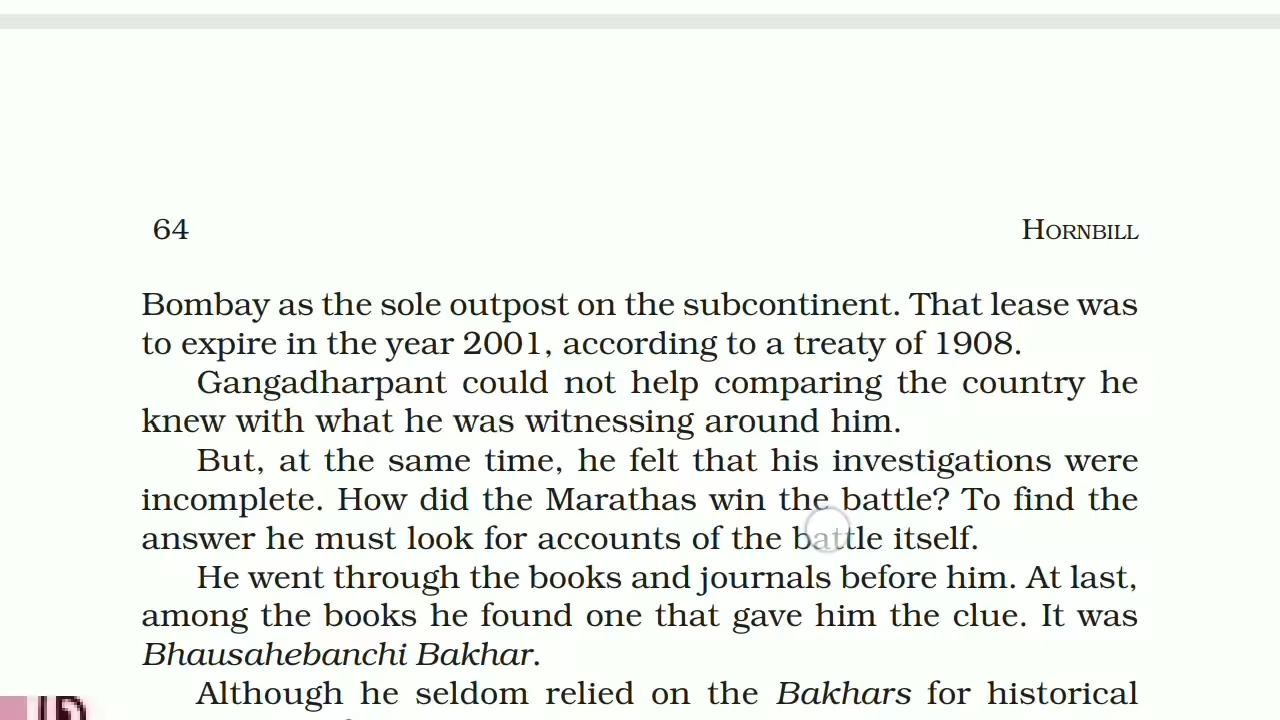 64 HORNBILL
Bombay as the sole outpost on the subcontinent. That lease was
to expire in the year 2001, according to a treaty of 1908.
Gangadharpant could not help comparing the country he
knew with what he was witnessing around him.
But, at the same time, he felt that his investigations were
incomplete. How did the Marathas win the battle? To find the
answer he must look for accounts of the battle itself.
He went through the books and journals before him. At last,
among the books he found one that gave him the clue. It was
Bhausahebanchi Bakhar.
Although he seldom relied on the Bakhars for historical